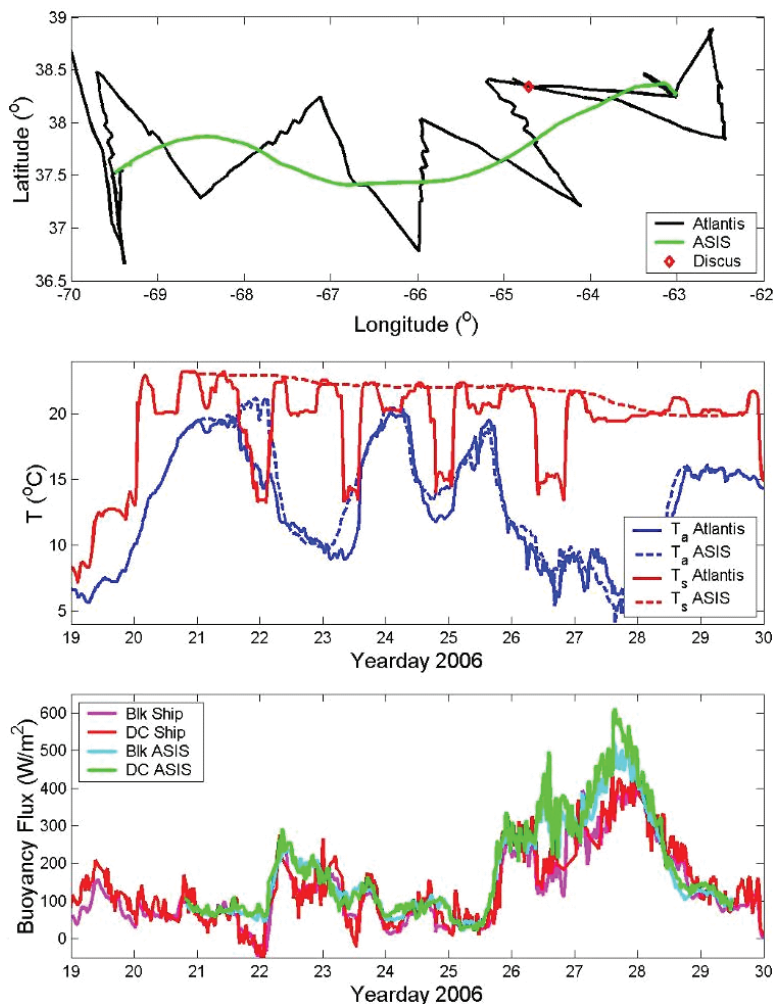 39
38.5
38
37.5
37
36.5
Latitude (°)
Atlantis
ASIS
Discus
-70 -69 -68 -67 -66 -65 -64 -63 -62
Longitude (°)
20
15
10
5
T (°C)
Ta Atlantis
Ta ASIS
Ts Atlantis
Ts ASIS
19 20 21 22 23 24 25 26 27 28 29 30
Yearday 2006
600
500
400
300
200
100
0
Buoyancy Flux (W/m²)
Blk Ship
DC Ship
Blk ASIS
DC ASIS
19 20 21 22 23 24 25 26 27 28 29 30
Yearday 2006